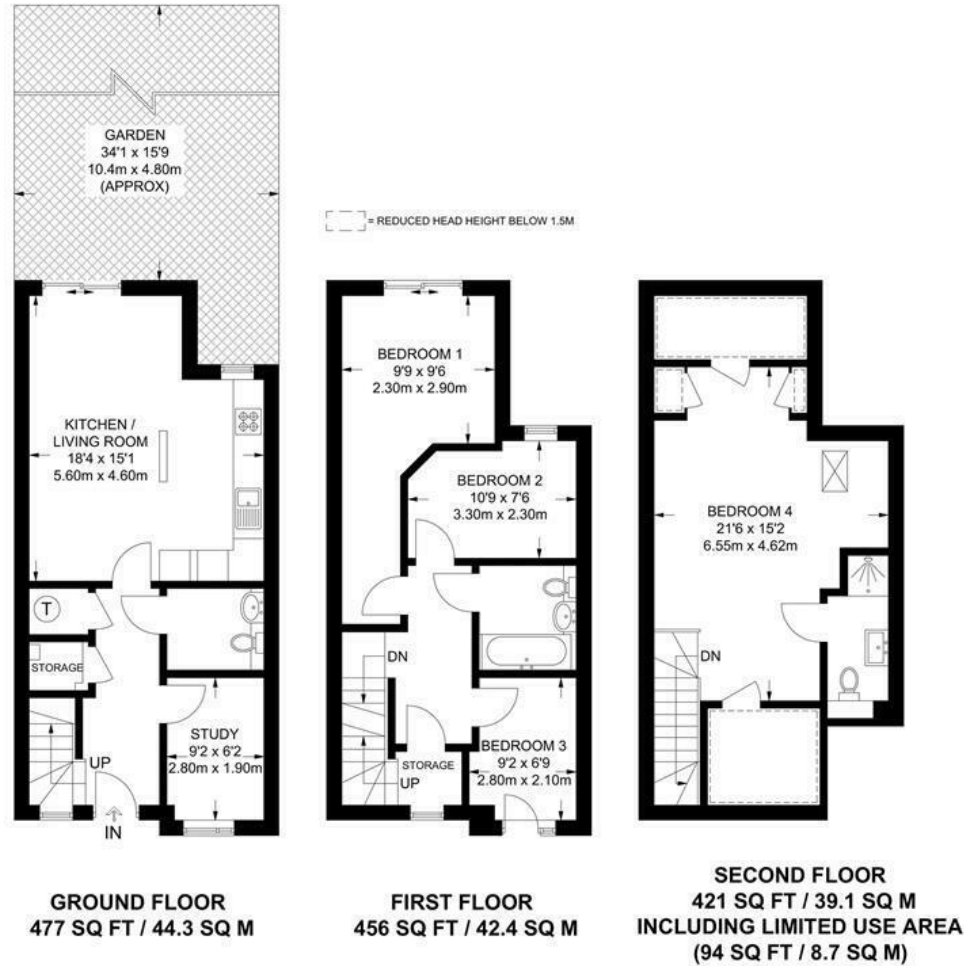 GARDEN
34'1 x 15'9
10.4m x 4.80m
(APPROX)
= REDUCED HEAD HEIGHT BELOW 1.5M
KITCHEN /
LIVING ROOM
18'4 x 15'1
5.60m x 4.60m
T
STORAGE
STUDY
9'2 x 6'2
2.80m x 1.90m
UP
IN
BEDROOM 1
9'9 x 9'6
2.30m x 2.90m
BEDROOM 2
10'9 x 7'6
3.30m x 2.30m
DN
BEDROOM 3
9'2 x 6'9
2.80m x 2.10m
STORAGE
UP
BEDROOM 4
21'6 x 15'2
6.55m x 4.62m
DN
GROUND FLOOR
477 SQ FT / 44.3 SQ M
FIRST FLOOR
456 SQ FT / 42.4 SQ M
SECOND FLOOR
421 SQ FT / 39.1 SQ M
INCLUDING LIMITED USE AREA
(94 SQ FT / 8.7 SQ M)